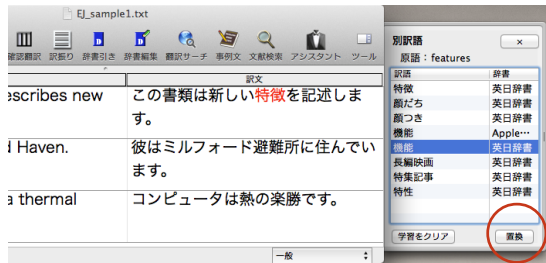 EJ_sample1.txt
確認翻訳 訳振り 辞書引き 辞書編集 翻訳サーチ 事例文 文献検索 アシスタント ツール
訳文
escribes new
この書類は新しい特徴を記述しま
す。
Haven.
彼はミルフォード避難所に住んでい
ます。
a thermal
コンピュータは熱の楽勝です。
一般
別訳語
×
原語：features
訳語 辞書
特徴 英日辞書
顔だち 英日辞書
顔つき 英日辞書
機能 Apple…
機能 英日辞書
長編映画 英日辞書
特集記事 英日辞書
特性 英日辞書
学習をクリア 置換